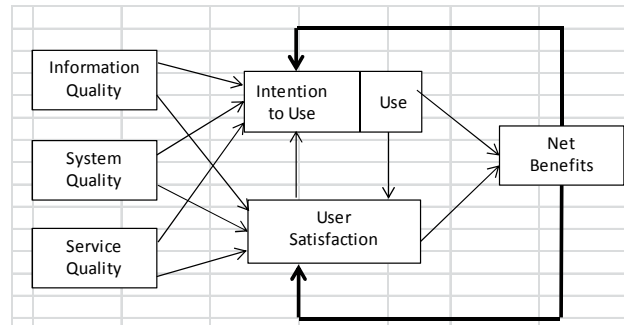 Information
Quality
Intention
to Use
Use
Net
Benefits
System
Quality
User
Satisfaction
Service
Quality